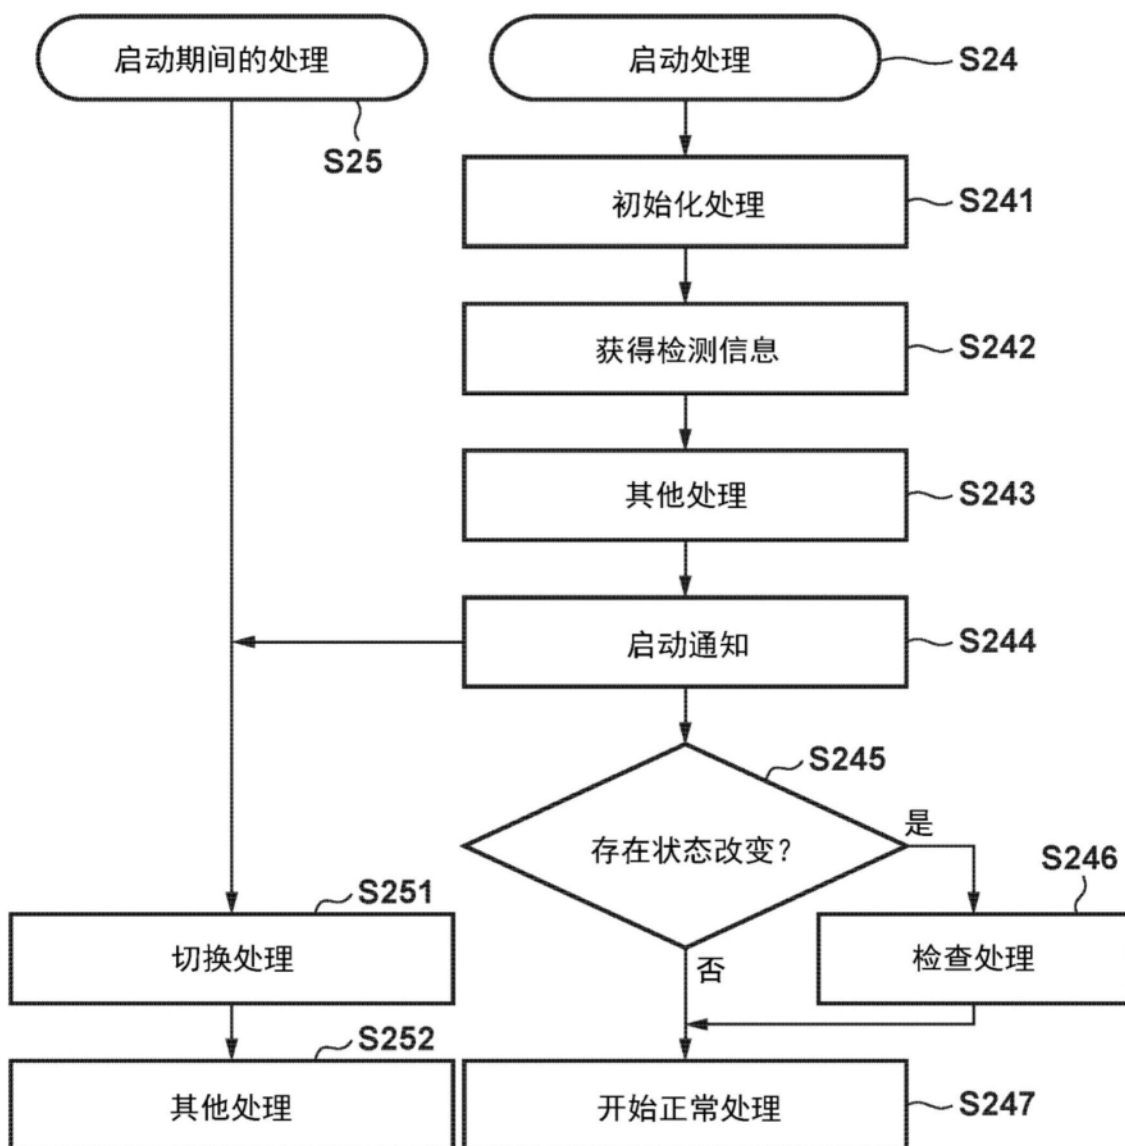 启动期间的处理
S25
启动处理
S24
初始化处理
S241
获得检测信息
S242
其他处理
S243
启动通知
S244
S245
存在状态改变?
是
否
S246
检查处理
S251
切换处理
S252
其他处理
开始正常处理
S247